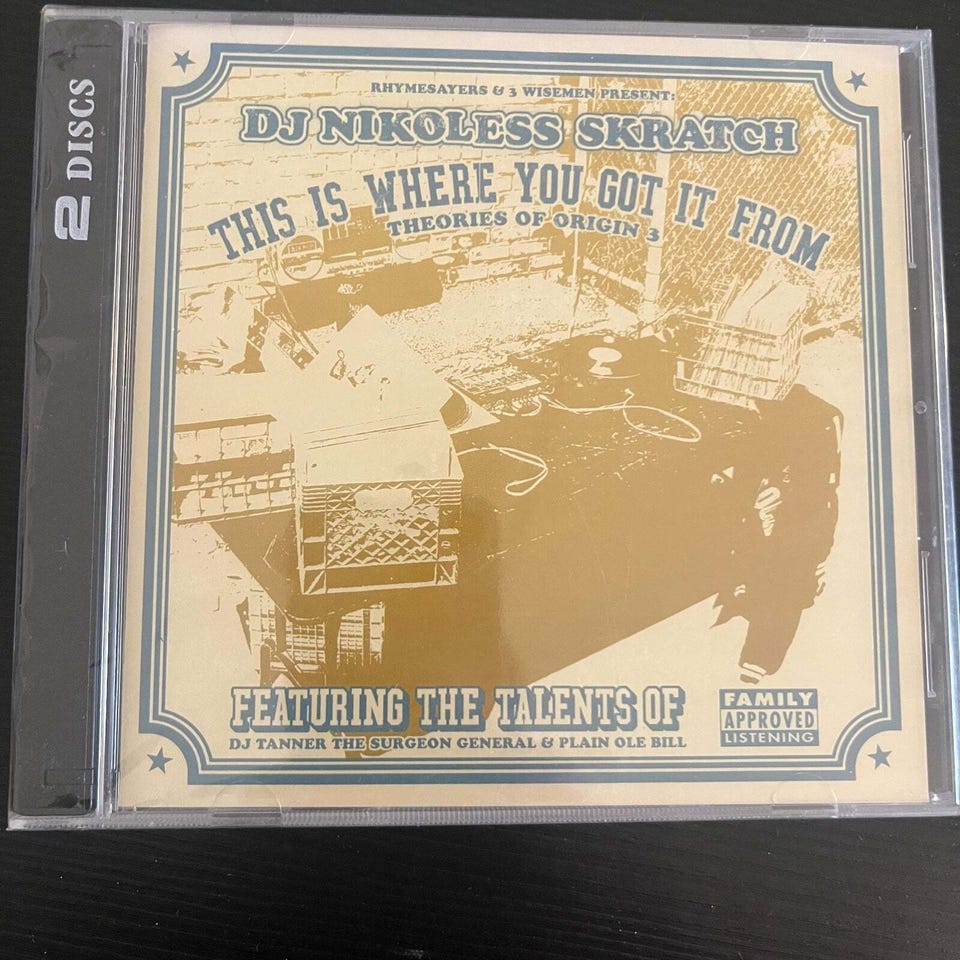 2 DISCS
RHYMESAYERS & 3 WISEMEN PRESENT:
DJ NIKOLESS SKRATCH
THIS IS WHERE YOU GOT IT FROM
THEORIES OF ORIGIN 3
FEATURING THE TALENTS OF
DJ TANNER THE SURGEON GENERAL & PLAIN OLE BILL
FAMILY
APPROVED
LISTENING